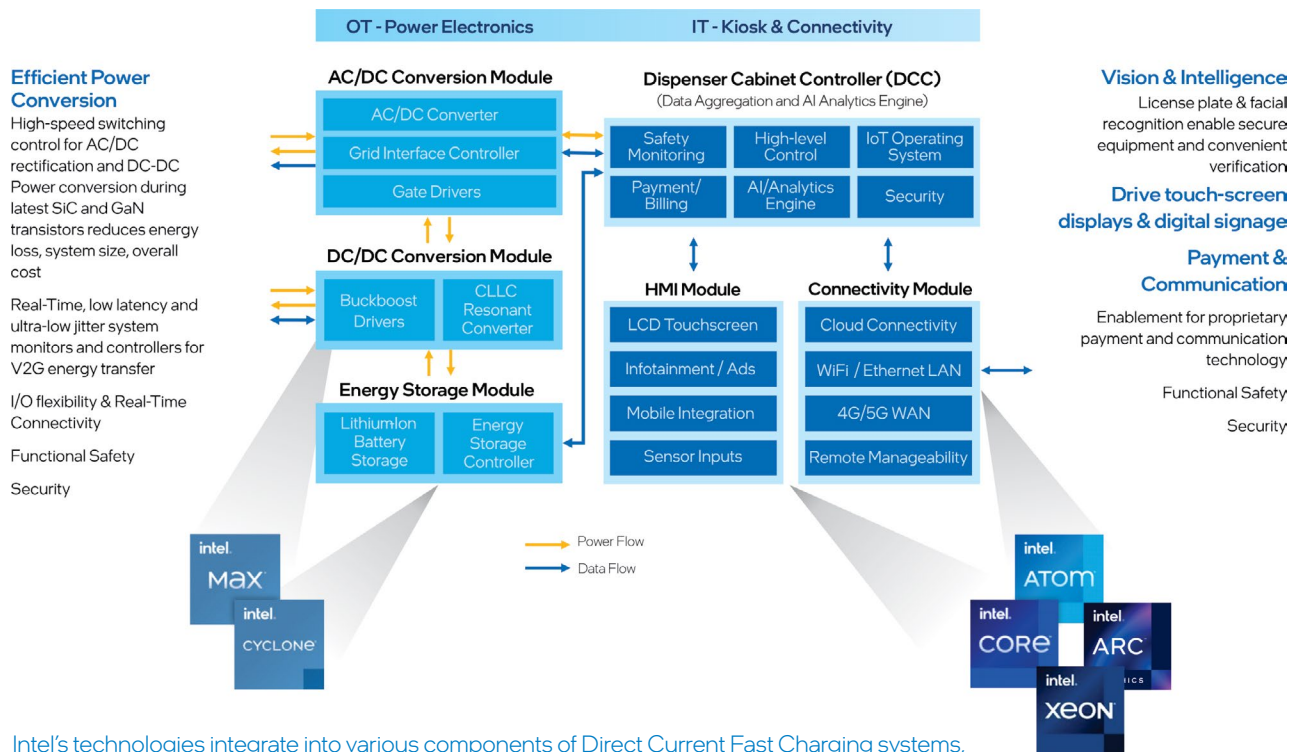 OT - Power Electronics
IT - Kiosk & Connectivity
Efficient Power
Conversion
High-speed switching
control for AC/DC
rectification and DC-DC
Power conversion during
latest SiC and GaN
transistors reduces energy
loss, system size, overall
cost
Real-Time, low latency and
ultra-low jitter system
monitors and controllers for
V2G energy transfer
I/O flexibility & Real-Time
Connectivity
Functional Safety
Security
AC/DC Conversion Module
AC/DC Converter
Grid Interface Controller
Gate Drivers
DC/DC Conversion Module
Buckboost
Drivers
CLLC
Resonant
Converter
Energy Storage Module
Lithium-Ion
Battery
Storage
Energy
Storage
Controller
Dispenser Cabinet Controller (DCC)
(Data Aggregation and AI Analytics Engine)
Safety
Monitoring
High-level
Control
IoT Operating
System
Payment/
Billing
AI/Analytics
Engine
Security
HMI Module
LCD Touchscreen
Infotainment / Ads
Mobile Integration
Sensor Inputs
Connectivity Module
Cloud Connectivity
WiFi / Ethernet LAN
4G/5G WAN
Remote Manageability
Vision & Intelligence
License plate & facial
recognition enable secure
equipment and convenient
verification
Drive touch-screen
displays & digital signage
Payment &
Communication
Enablement for proprietary
payment and communication
technology
Functional Safety
Security
Power Flow
Data Flow
intel.
MAX
intel.
CYCLONE
intel.
ATOM
intel.
CORE
intel.
ARC
intel.
XEON
Intel's technologies integrate into various components of Direct Current Fast Charging systems.